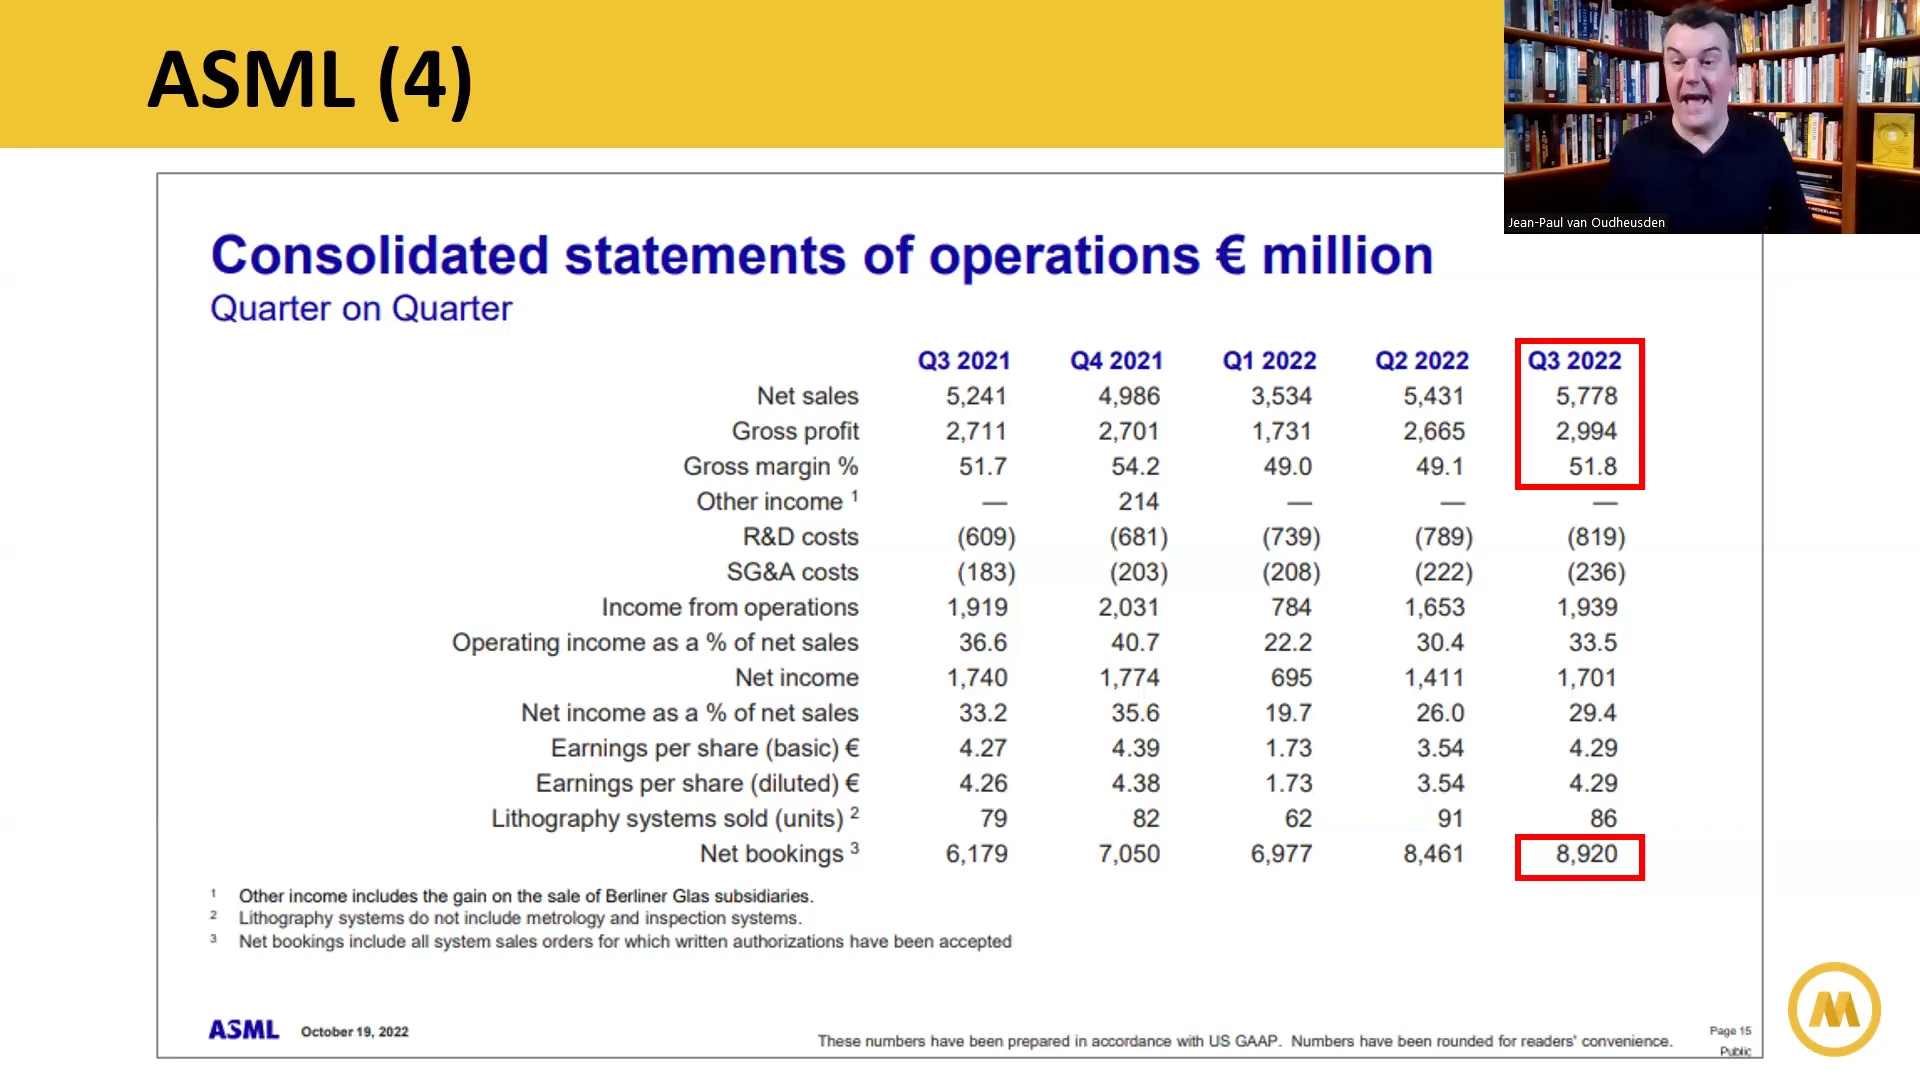 ASML (4)
Jean-Paul van Oudheusden
Consolidated statements of operations € million
Quarter on Quarter
Q3 2021 Q4 2021 Q1 2022 Q2 2022 Q3 2022
Net sales 5,241 4,986 3,534 5,431 5,778
Gross profit 2,711 2,701 1,731 2,665 2,994
Gross margin % 51.7 54.2 49.0 49.1 51.8
Other income 1 — 214 — — —
R&D costs (609) (681) (739) (789) (819)
SG&A costs (183) (203) (208) (222) (236)
Income from operations 1,919 2,031 784 1,653 1,939
Operating income as a % of net sales 36.6 40.7 22.2 30.4 33.5
Net income 1,740 1,774 695 1,411 1,701
Net income as a % of net sales 33.2 35.6 19.7 26.0 29.4
Earnings per share (basic) € 4.27 4.39 1.73 3.54 4.29
Earnings per share (diluted) € 4.26 4.38 1.73 3.54 4.29
Lithography systems sold (units) 2 79 82 62 91 86
Net bookings 3 6,179 7,050 6,977 8,461 8,920
1 Other income includes the gain on the sale of Berliner Glas subsidiaries.
2 Lithography systems do not include metrology and inspection systems.
3 Net bookings include all system sales orders for which written authorizations have been accepted
ASML October 19, 2022
These numbers have been prepared in accordance with US GAAP. Numbers have been rounded for readers' convenience.
Page 15
Public